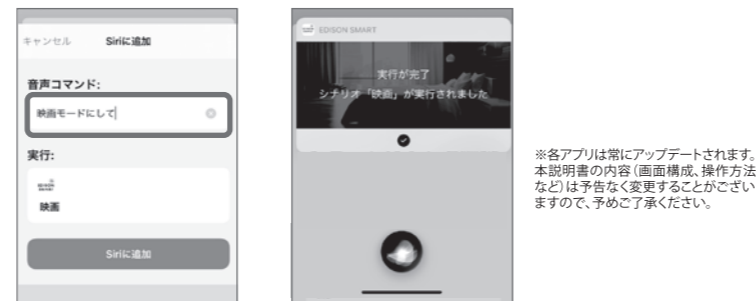 キャンセル Siriに追加
音声コマンド:
映画モードにして
実行:
EDISON
SMART
映画
Siriに追加
EDISON SMART
実行が完了
シナリオ「映画」が実行されました
※各アプリは常にアップデートされます。
本説明書の内容(画面構成、操作方法
など)は予告なく変更することがござい
ますので、予めご了承ください。